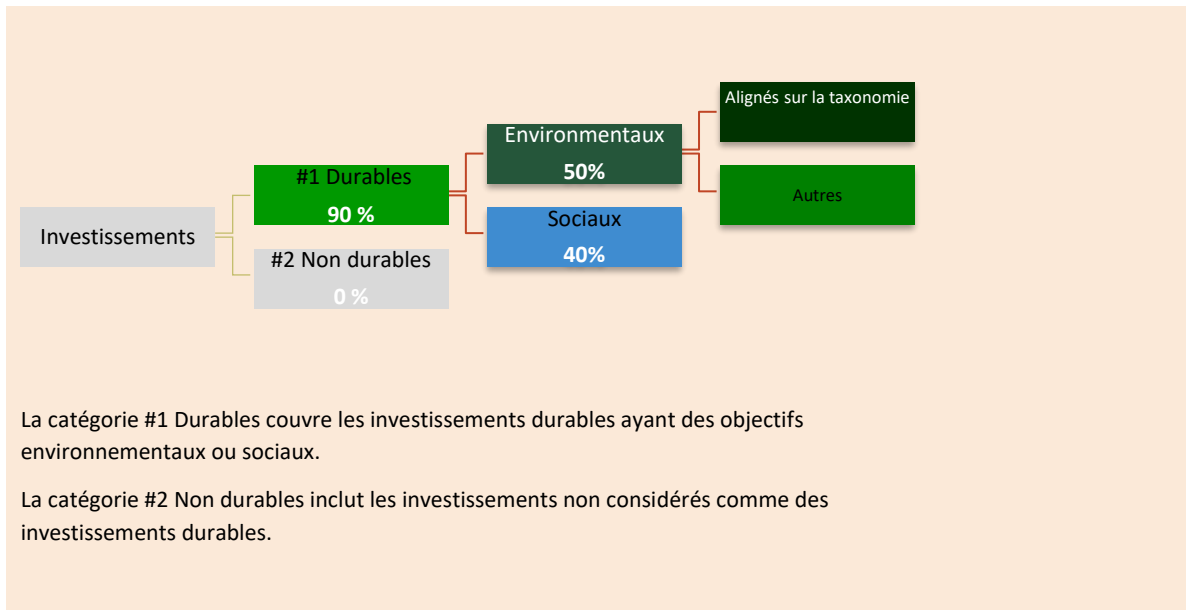 Alignés sur la taxonomie
Environmentaux
50%
#1 Durables
90 %
Autres
Investissements
Sociaux
40%
#2 Non durables
0 %
La catégorie #1 Durables couvre les investissements durables ayant des objectifs
environnementaux ou sociaux.
La catégorie #2 Non durables inclut les investissements non considérés comme des
investissements durables.